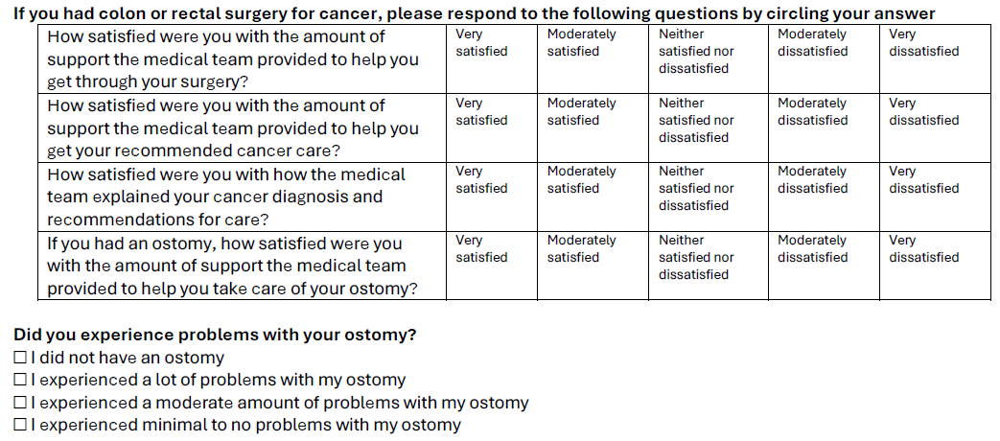 If you had colon or rectal surgery for cancer, please respond to the following questions by circling your answer
How satisfied were you with the amount of
support the medical team provided to help you
get through your surgery?
Very
satisfied
Moderately
satisfied
Neither
satisfied nor
dissatisfied
Moderately
dissatisfied
Very
dissatisfied
How satisfied were you with the amount of
support the medical team provided to help you
get your recommended cancer care?
Very
satisfied
Moderately
satisfied
Neither
satisfied nor
dissatisfied
Moderately
dissatisfied
Very
dissatisfied
How satisfied were you with how the medical
team explained your cancer diagnosis and
recommendations for care?
Very
satisfied
Moderately
satisfied
Neither
satisfied nor
dissatisfied
Moderately
dissatisfied
Very
dissatisfied
If you had an ostomy, how satisfied were you
with the amount of support the medical team
provided to help you take care of your ostomy?
Very
satisfied
Moderately
satisfied
Neither
satisfied nor
dissatisfied
Moderately
dissatisfied
Very
dissatisfied
Did you experience problems with your ostomy?
☐ I did not have an ostomy
☐ I experienced a lot of problems with my ostomy
☐ I experienced a moderate amount of problems with my ostomy
☐ I experienced minimal to no problems with my ostomy